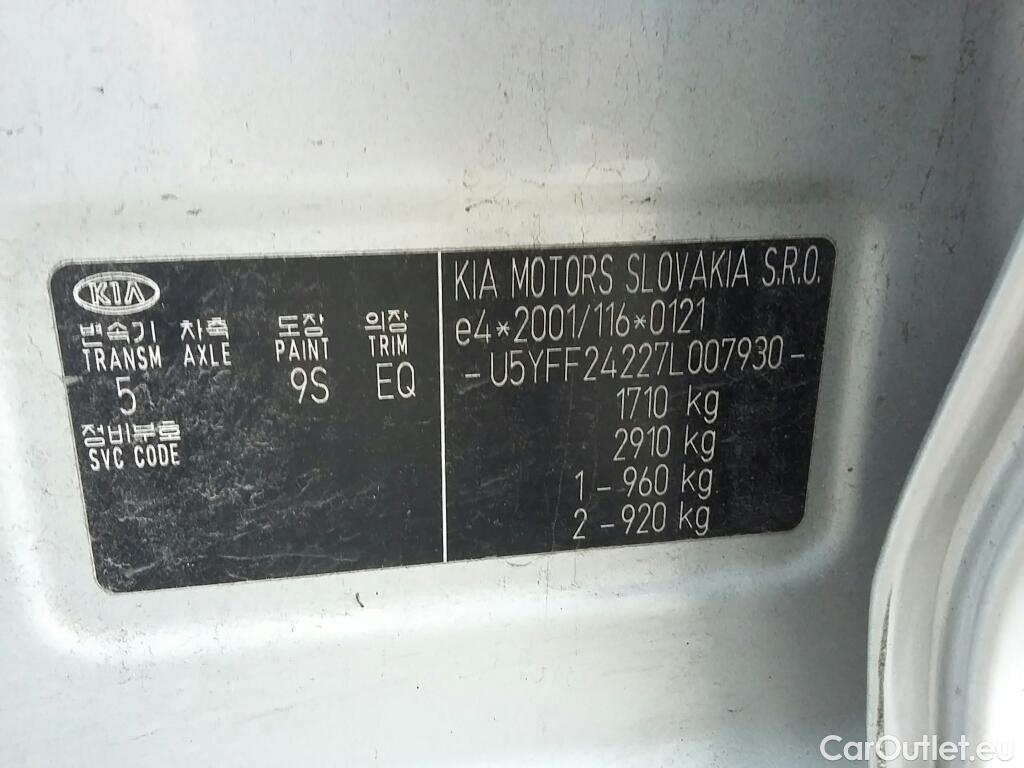 KIA
변속기 차축 도장 의장
TRANSM AXLE PAINT TRIM
5 9S EQ
정비부호
SVC CODE
KIA MOTORS SLOVAKIA S.R.O.
e4*2001/116*0121
-U5YFF24227L007930-
1710 kg
2910 kg
1-960 kg
2-920 kg
CarOutlet.eu